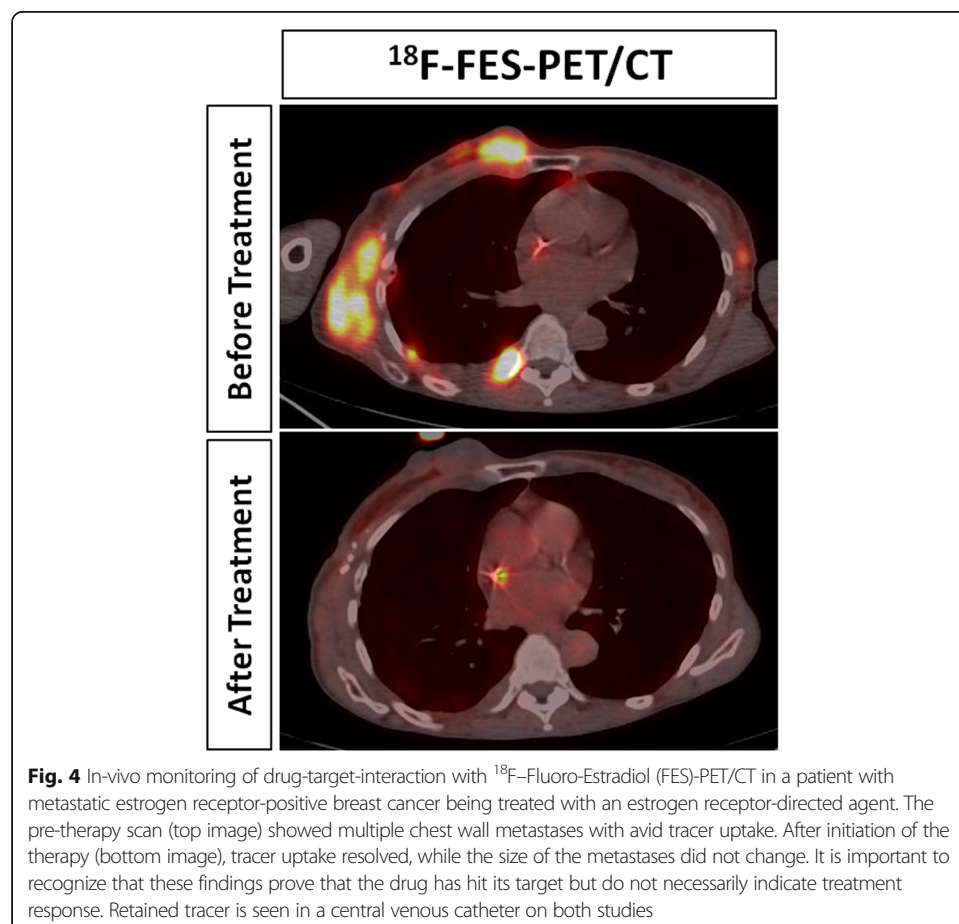 ¹⁸F-FES-PET/CT
Before Treatment
After Treatment
Fig. 4 In-vivo monitoring of drug-target-interaction with ¹⁸F–Fluoro-Estradiol (FES)-PET/CT in a patient with
metastatic estrogen receptor-positive breast cancer being treated with an estrogen receptor-directed agent. The
pre-therapy scan (top image) showed multiple chest wall metastases with avid tracer uptake. After initiation of the
therapy (bottom image), tracer uptake resolved, while the size of the metastases did not change. It is important to
recognize that these findings prove that the drug has hit its target but do not necessarily indicate treatment
response. Retained tracer is seen in a central venous catheter on both studies